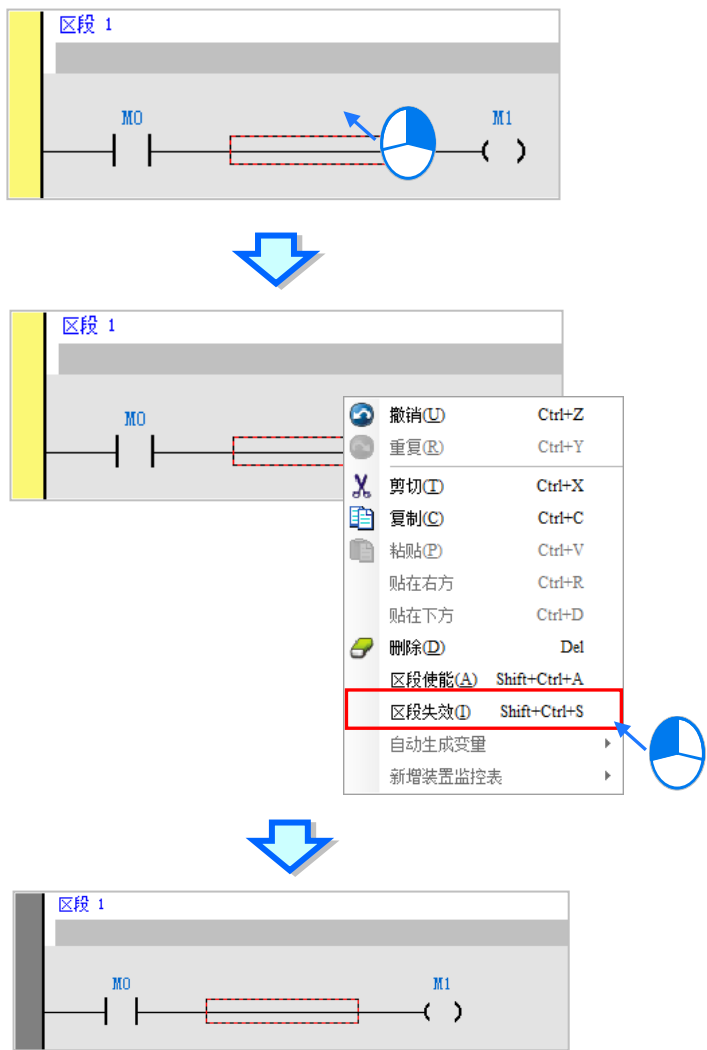 区段 1
M0 M1
区段 1
M0
撤销(U) Ctrl+Z
重复(R) Ctrl+Y
剪切(T) Ctrl+X
复制(C) Ctrl+C
粘贴(P) Ctrl+V
贴在右方 Ctrl+R
贴在下方 Ctrl+D
删除(D) Del
区段使能(A) Shift+Ctrl+A
区段失效(I) Shift+Ctrl+S
自动生成变量
新增装置监控表
区段 1
M0 M1